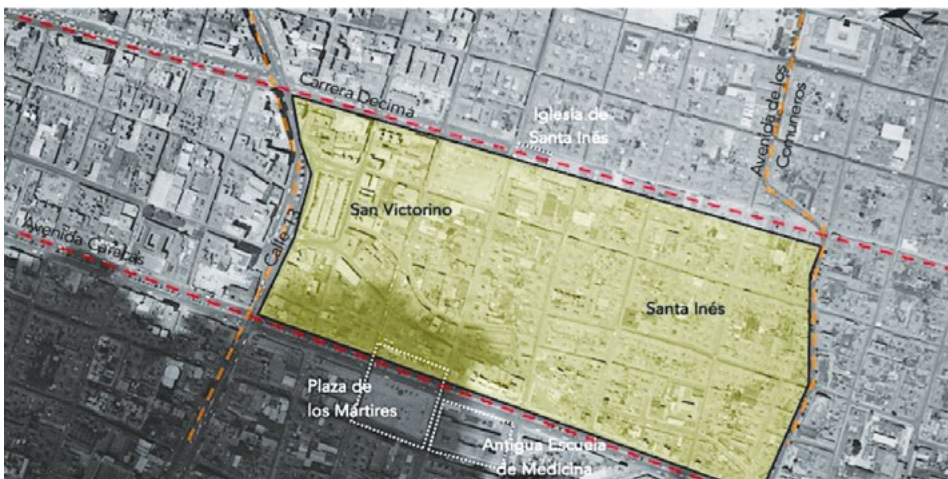 N
Carrera Decima
Avenida de los
Comuneros
Iglesia de
Santa Inés
San Victorino
Avenida Caracas
Calle 13
Santa Inés
Plaza de
los Mártires
Antigua Escuela
de Medicina